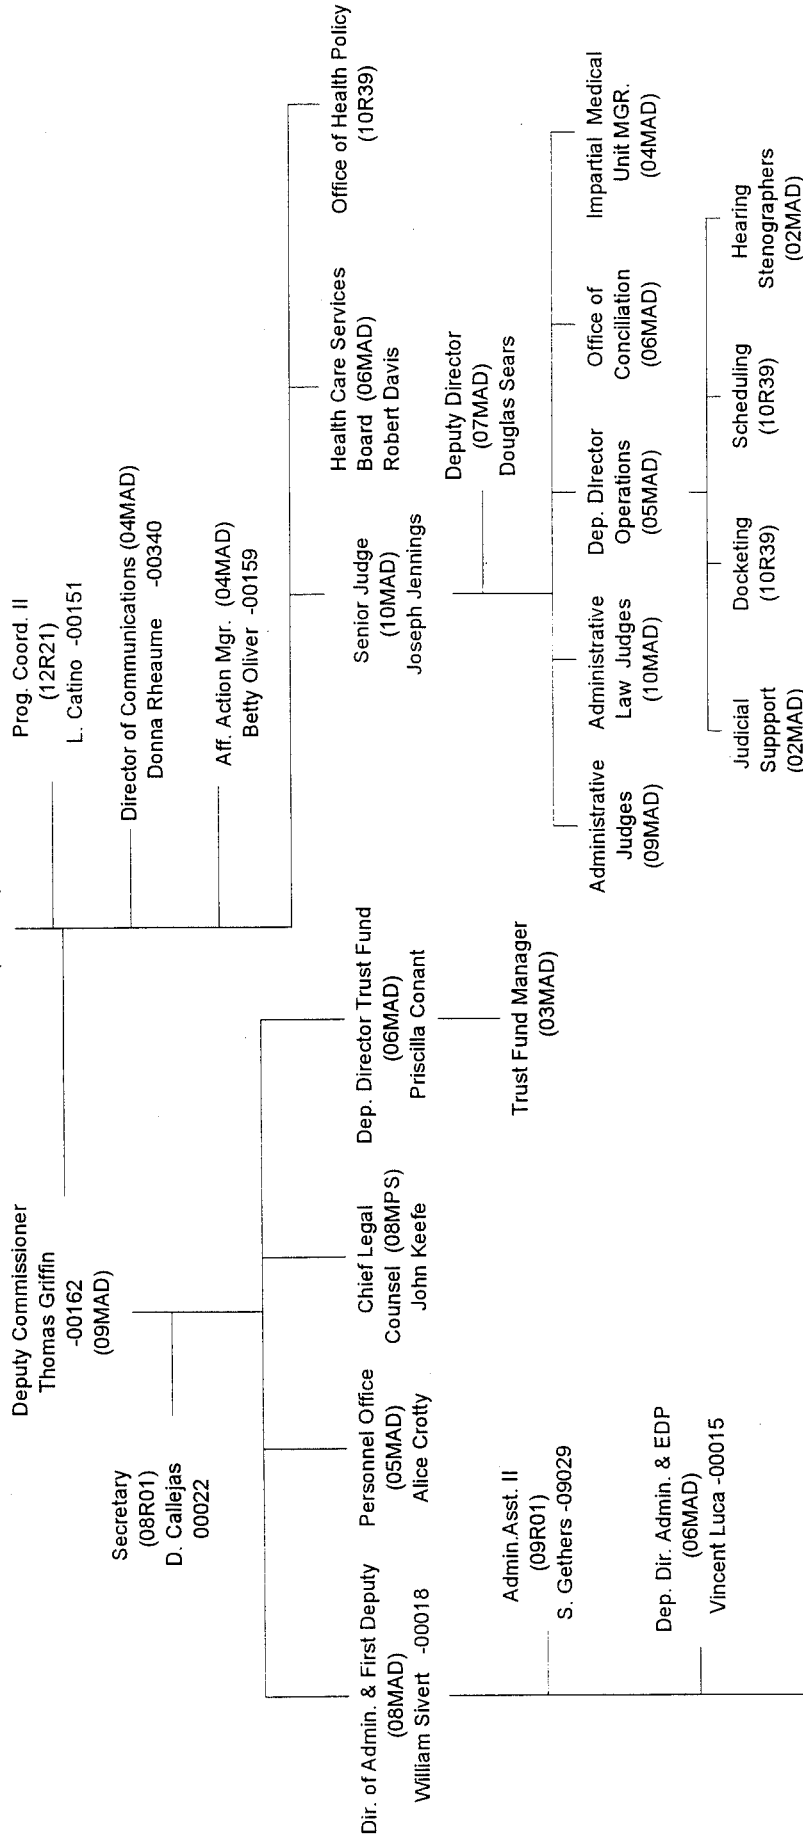 Prog. Coord. II
(12R21)
L. Catino -00151
Director of Communications (04MAD)
Donna Rheaume -00340
Aff. Action Mgr. (04MAD)
Betty Oliver -00159
Deputy Commissioner
Thomas Griffin
-00162
(09MAD)
Secretary
(08R01)
D. Callejas
00022
Dir. of Admin. & First Deputy
(08MAD)
William Sivert -00018
Personnel Office
(05MAD)
Alice Crotty
Chief Legal
Counsel (08MPS)
John Keefe
Dep. Director Trust Fund
(06MAD)
Priscilla Conant
Senior Judge
(10MAD)
Joseph Jennings
Health Care Services
Board (06MAD)
Robert Davis
Office of Health Policy
(10R39)
Admin.Asst. II
(09R01)
S. Gethers -09029
Dep. Dir. Admin. & EDP
(06MAD)
Vincent Luca -00015
Trust Fund Manager
(03MAD)
Deputy Director
(07MAD)
Douglas Sears
Administrative
Judges
(09MAD)
Administrative
Law Judges
(10MAD)
Dep. DIrector
Operations
(05MAD)
Office of
Conciliation
(06MAD)
Impartial Medical
Unit MGR.
(04MAD)
Judicial
Suppport
(02MAD)
Docketing
(10R39)
Scheduling
(10R39)
Hearing
Stenographers
(02MAD)